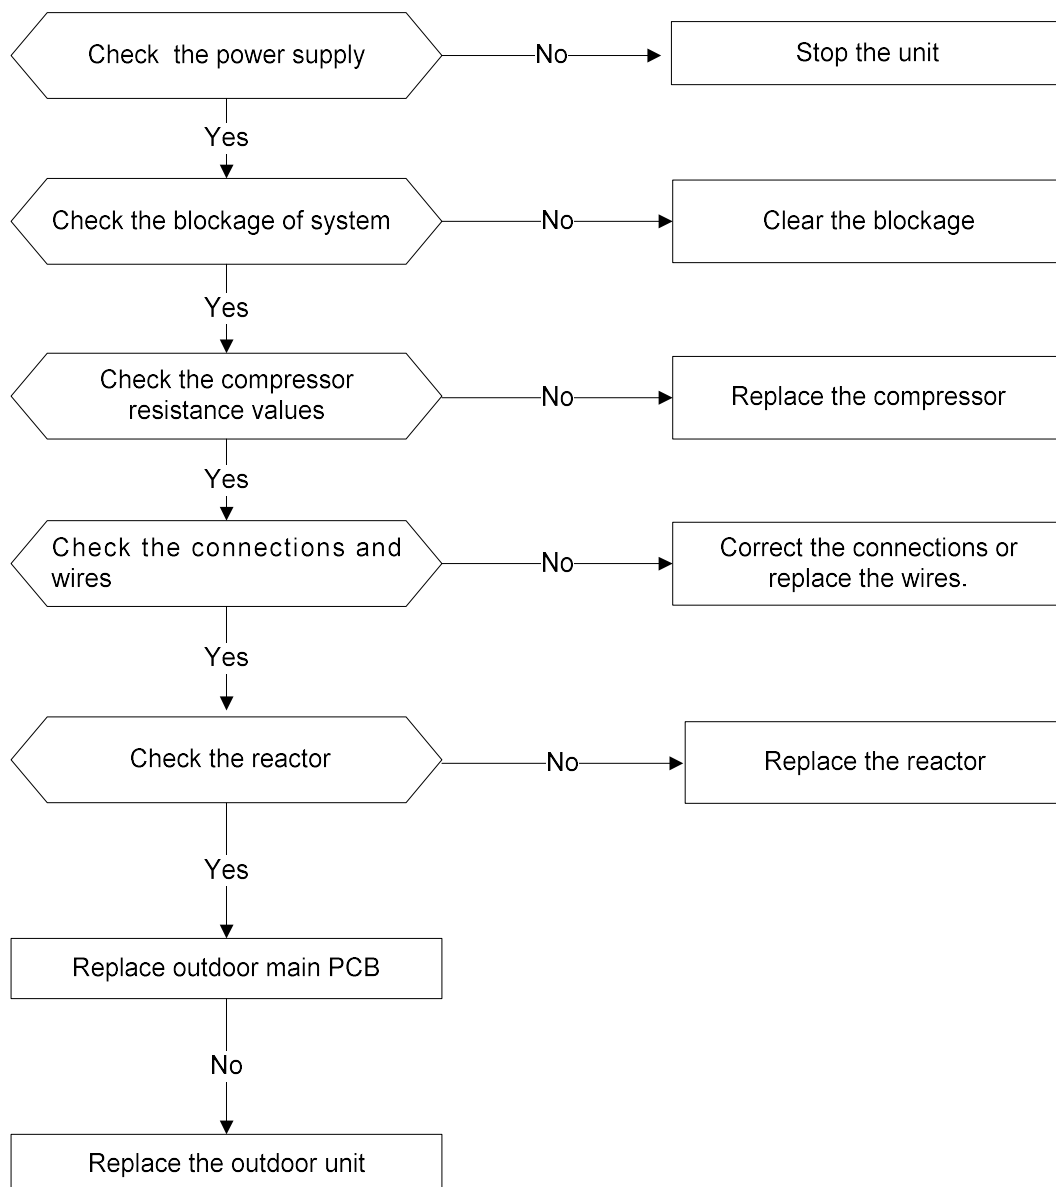 Check the power supply
No
Stop the unit
Yes
Check the blockage of system
No
Clear the blockage
Yes
Check the compressor
resistance values
No
Replace the compressor
Yes
Check the connections and
wires
No
Correct the connections or
replace the wires.
Yes
Check the reactor
No
Replace the reactor
Yes
Replace outdoor main PCB
No
Replace the outdoor unit